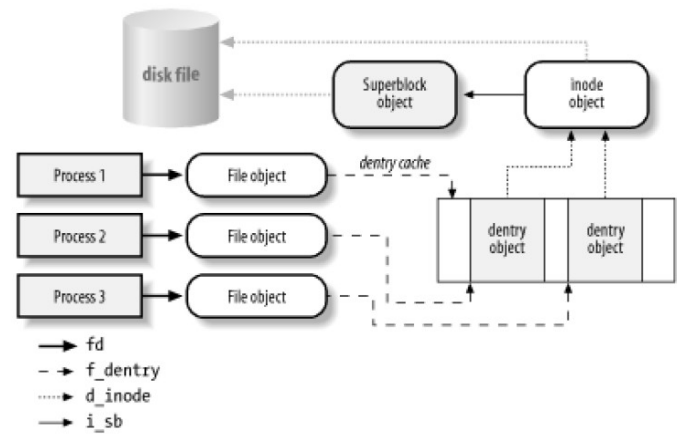 disk file
Superblock
object
inode
object
Process 1
File object
dentry cache
Process 2
File object
dentry
object
dentry
object
Process 3
File object
fd
f_dentry
d_inode
i_sb